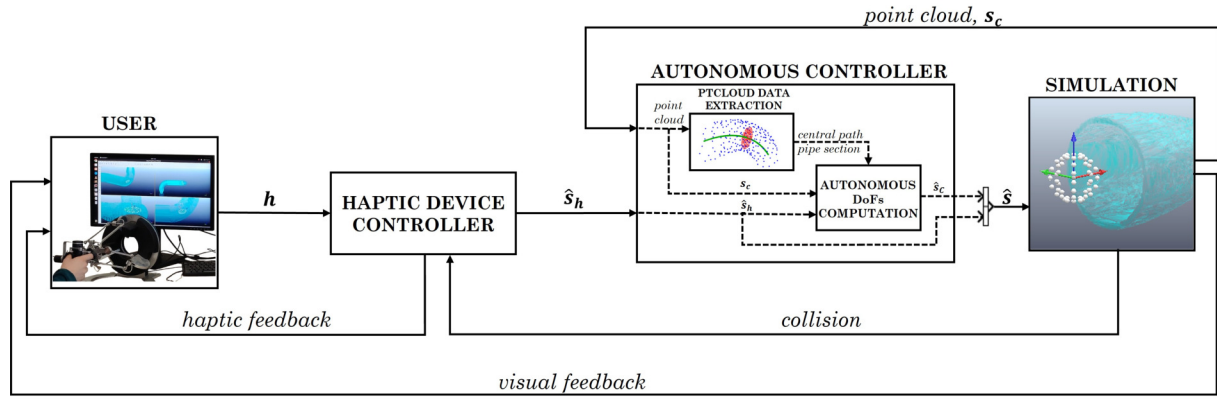 point cloud, s_c
AUTONOMOUS CONTROLLER
SIMULATION
USER
PTCLOUD DATA
EXTRACTION
point
cloud
central path
pipe section
h
HAPTIC DEVICE
CONTROLLER
ŝ_h
s_c
ŝ_h
AUTONOMOUS
DoFs
COMPUTATION
ŝ_C
ŝ
haptic feedback
collision
visual feedback